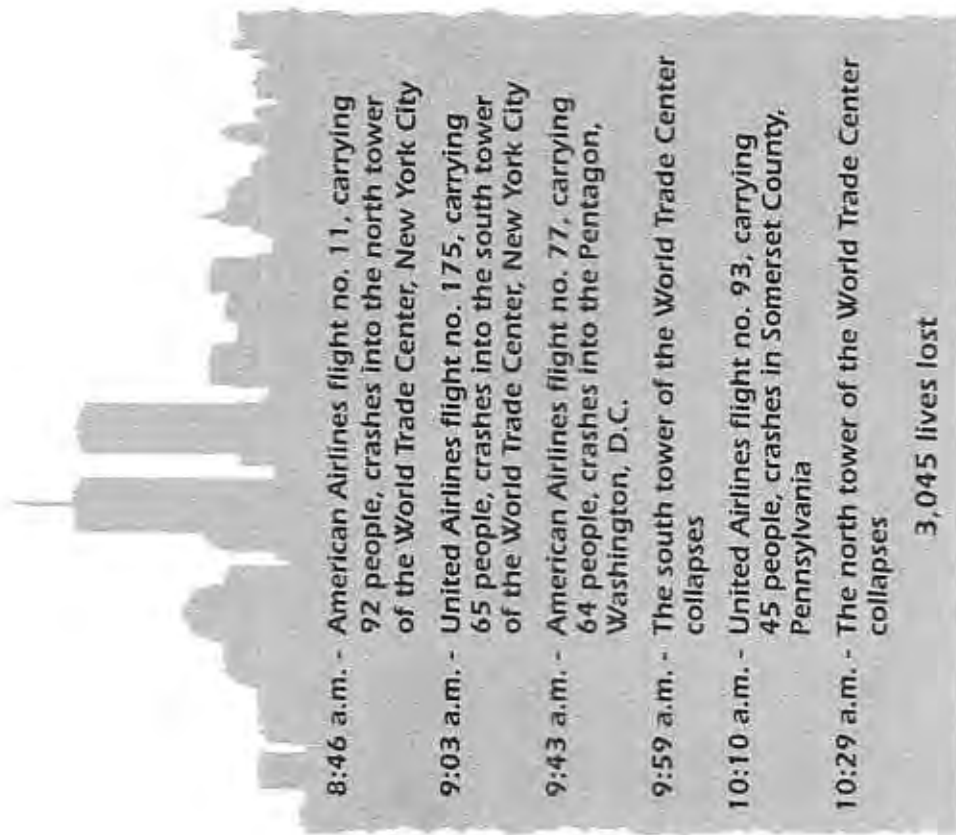 8:46 a.m. - American Airlines flight no. 11, carrying
92 people, crashes into the north tower
of the World Trade Center, New York City
9:03 a.m. - United Airlines flight no. 175, carrying
65 people, crashes into the south tower
of the World Trade Center, New York City
9:43 a.m. - American Airlines flight no. 77, carrying
64 people, crashes into the Pentagon,
Washington, D.C.
9:59 a.m. - The south tower of the World Trade Center
collapses
10:10 a.m. - United Airlines flight no. 93, carrying
45 people, crashes in Somerset County,
Pennsylvania
10:29 a.m. - The north tower of the World Trade Center
collapses
3,045 lives lost